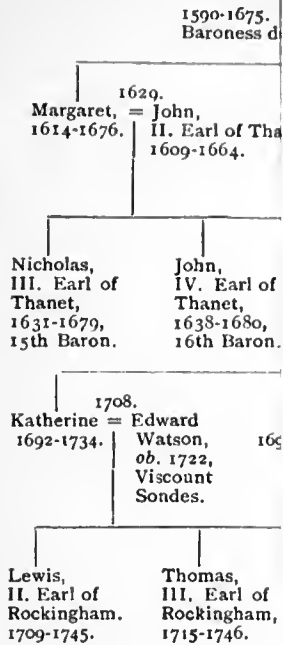 1590-1675.
Baroness d
1629.
Margaret, = John,
1614-1676. II. Earl of Tha
1609-1664.
Nicholas, John,
III. Earl of IV. Earl of
Thanet, Thanet,
1631-1679, 1638-1680,
15th Baron. 16th Baron.
1708.
Katherine = Edward
1692-1734. Watson, 169
ob. 1722,
Viscount
Sondes.
Lewis, Thomas,
II. Earl of III. Earl of
Rockingham. Rockingham,
1709-1745. 1715-1746.